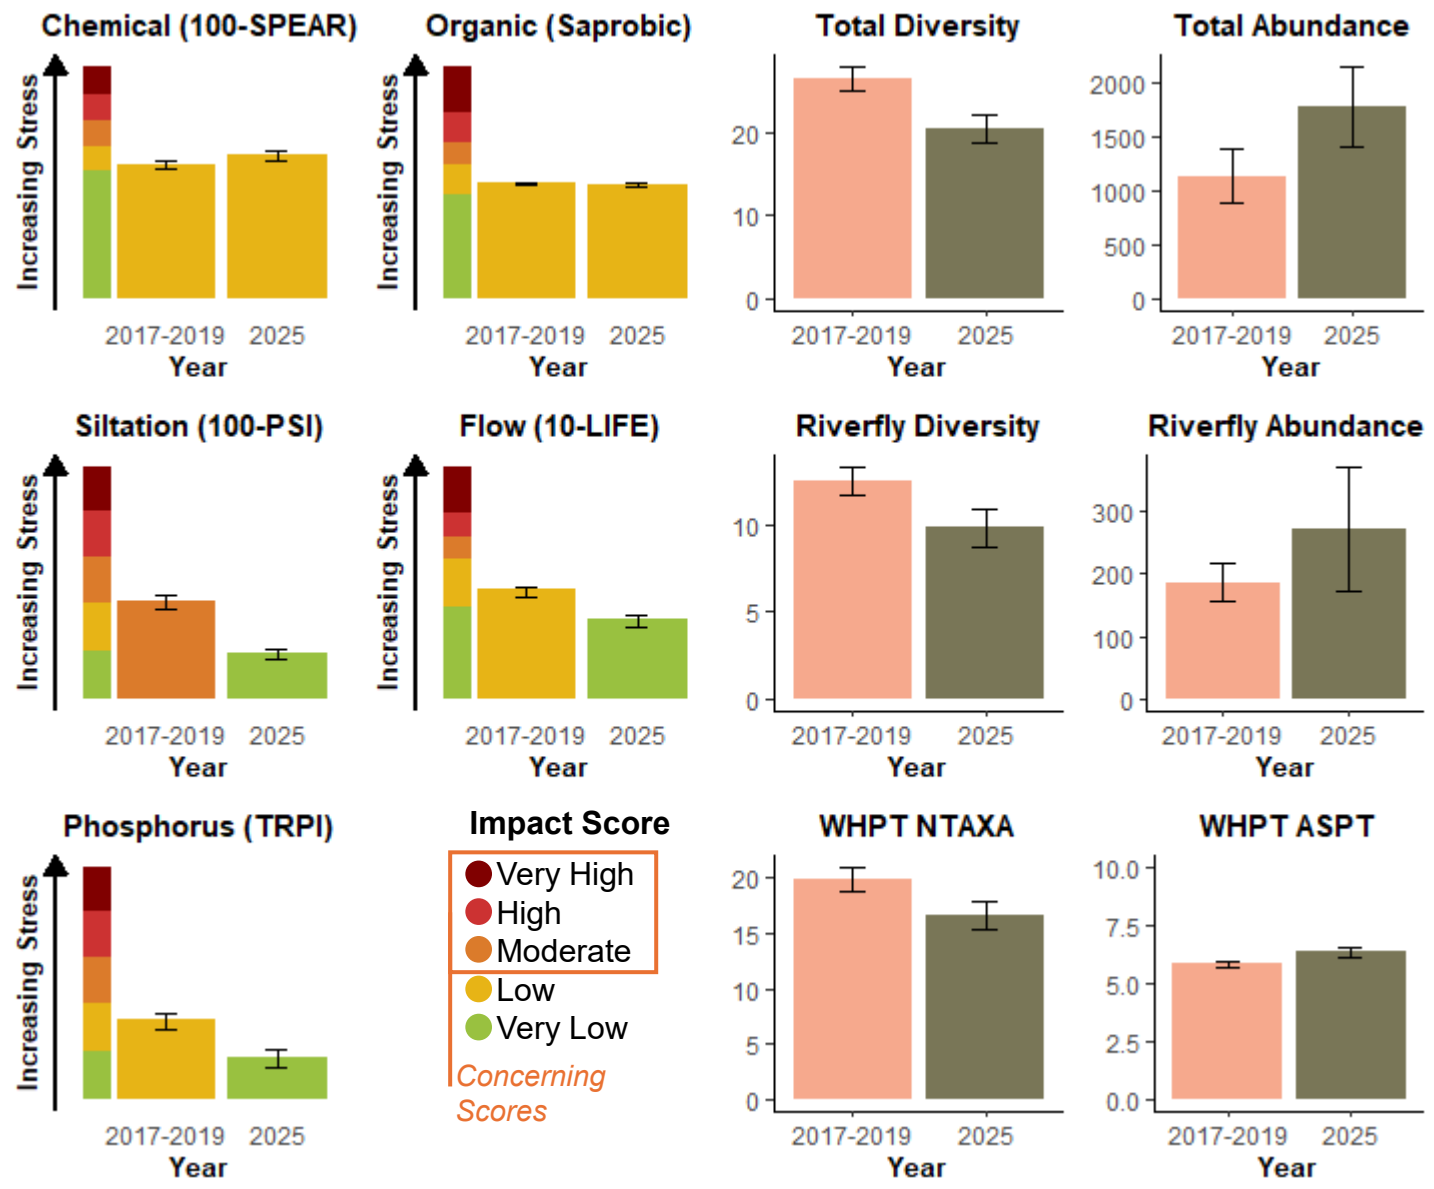 Chemical (100-SPEAR)
Increasing Stress
2017-2019 2025
Year
Organic (Saprobic)
Increasing Stress
2017-2019 2025
Year
Total Diversity
20
10
0
2017-2019 2025
Year
Total Abundance
2000
1500
1000
500
0
2017-2019 2025
Year
Siltation (100-PSI)
Increasing Stress
2017-2019 2025
Year
Flow (10-LIFE)
Increasing Stress
2017-2019 2025
Year
Riverfly Diversity
10
5
0
2017-2019 2025
Year
Riverfly Abundance
300
200
100
0
2017-2019 2025
Year
Phosphorus (TRPI)
Increasing Stress
2017-2019 2025
Year
Impact Score
Very High
High
Moderate
Low
Very Low
Concerning
Scores
WHPT NTAXA
20
15
10
5
0
2017-2019 2025
Year
WHPT ASPT
10.0
7.5
5.0
2.5
0.0
2017-2019 2025
Year